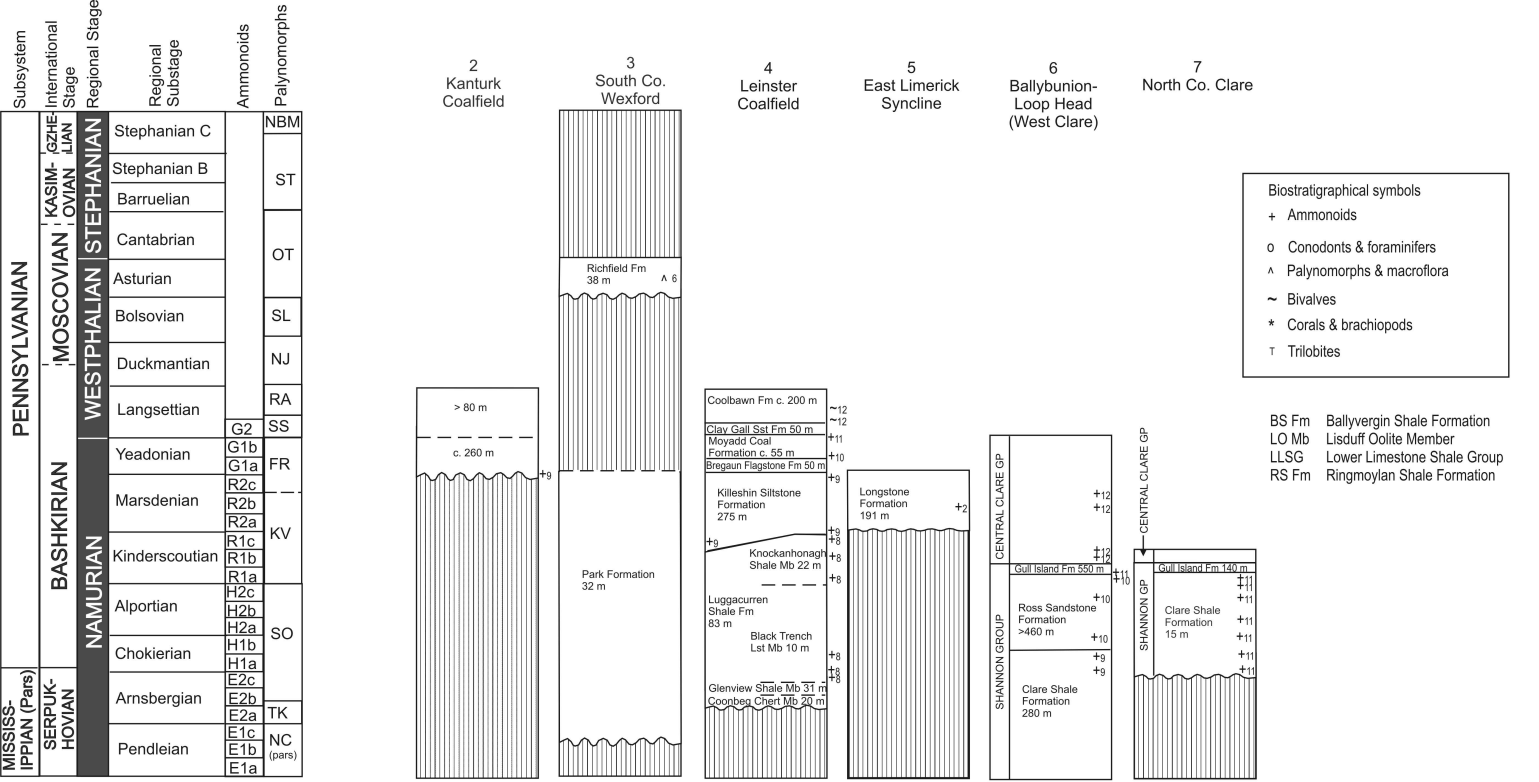 Subsystem
International
Stage
Regional Stage
Regional
Substage
Ammonoids
Palynomorphs
PENNSYLVANIAN
MISSISS-
IPPIAN (Pars)
GZHE-
LIAN
KASIM-
OVIAN
MOSCOVIAN
BASHKIRIAN
SERPUK-
HOVIAN
STEPHANIAN
WESTPHALIAN
NAMURIAN
Stephanian C
Stephanian B
Barruelian
Cantabrian
Asturian
Bolsovian
Duckmantian
Langsettian
Yeadonian
Marsdenian
Kinderscoutian
Alportian
Chokierian
Arnsbergian
Pendleian
G2
G1b
G1a
R2c
R2b
R2a
R1c
R1b
R1a
H2c
H2b
H2a
H1b
H1a
E2c
E2b
E2a
E1c
E1b
E1a
NBM
ST
OT
SL
NJ
RA
SS
FR
KV
SO
TK
NC
(pars)
2
Kanturk
Coalfield
> 80 m
c. 260 m
+9
3
South Co.
Wexford
Richfield Fm
38 m
^ 6
Park Formation
32 m
4
Leinster
Coalfield
Coolbawn Fm c. 200 m
~12
~12
Clay Gall Sst Fm 50 m
Moyadd Coal
Formation c. 55 m
+11
+10
Bregaun Flagstone Fm 50 m
+9
Killeshin Siltstone
Formation
275 m
+9
+9
+8
Knockanhonagh
Shale Mb 22 m
+8
+8
Luggacurren
Shale Fm
83 m
Black Trench
Lst Mb 10 m
+8
+8
+8
Glenview Shale Mb 31 m
Coonbeg Chert Mb 20 m
5
East Limerick
Syncline
Longstone
Formation
191 m
+2
6
Ballybunion-
Loop Head
(West Clare)
CENTRAL CLARE GP
+12
+12
+12
+12
Gull Island Fm 550 m
+11
+10
SHANNON GROUP
Ross Sandstone
Formation
>460 m
+10
+10
+9
+9
Clare Shale
Formation
280 m
7
North Co. Clare
CENTRAL CLARE GP
Gull Island Fm 140 m
SHANNON GP
+11
+11
+11
Clare Shale
Formation
15 m
+11
+11
+11
+11
Biostratigraphical symbols
+ Ammonoids
o Conodonts & foraminifers
^ Palynomorphs & macroflora
~ Bivalves
* Corals & brachiopods
T Trilobites
BS Fm Ballyvergin Shale Formation
LO Mb Lisduff Oolite Member
LLSG Lower Limestone Shale Group
RS Fm Ringmoylan Shale Formation